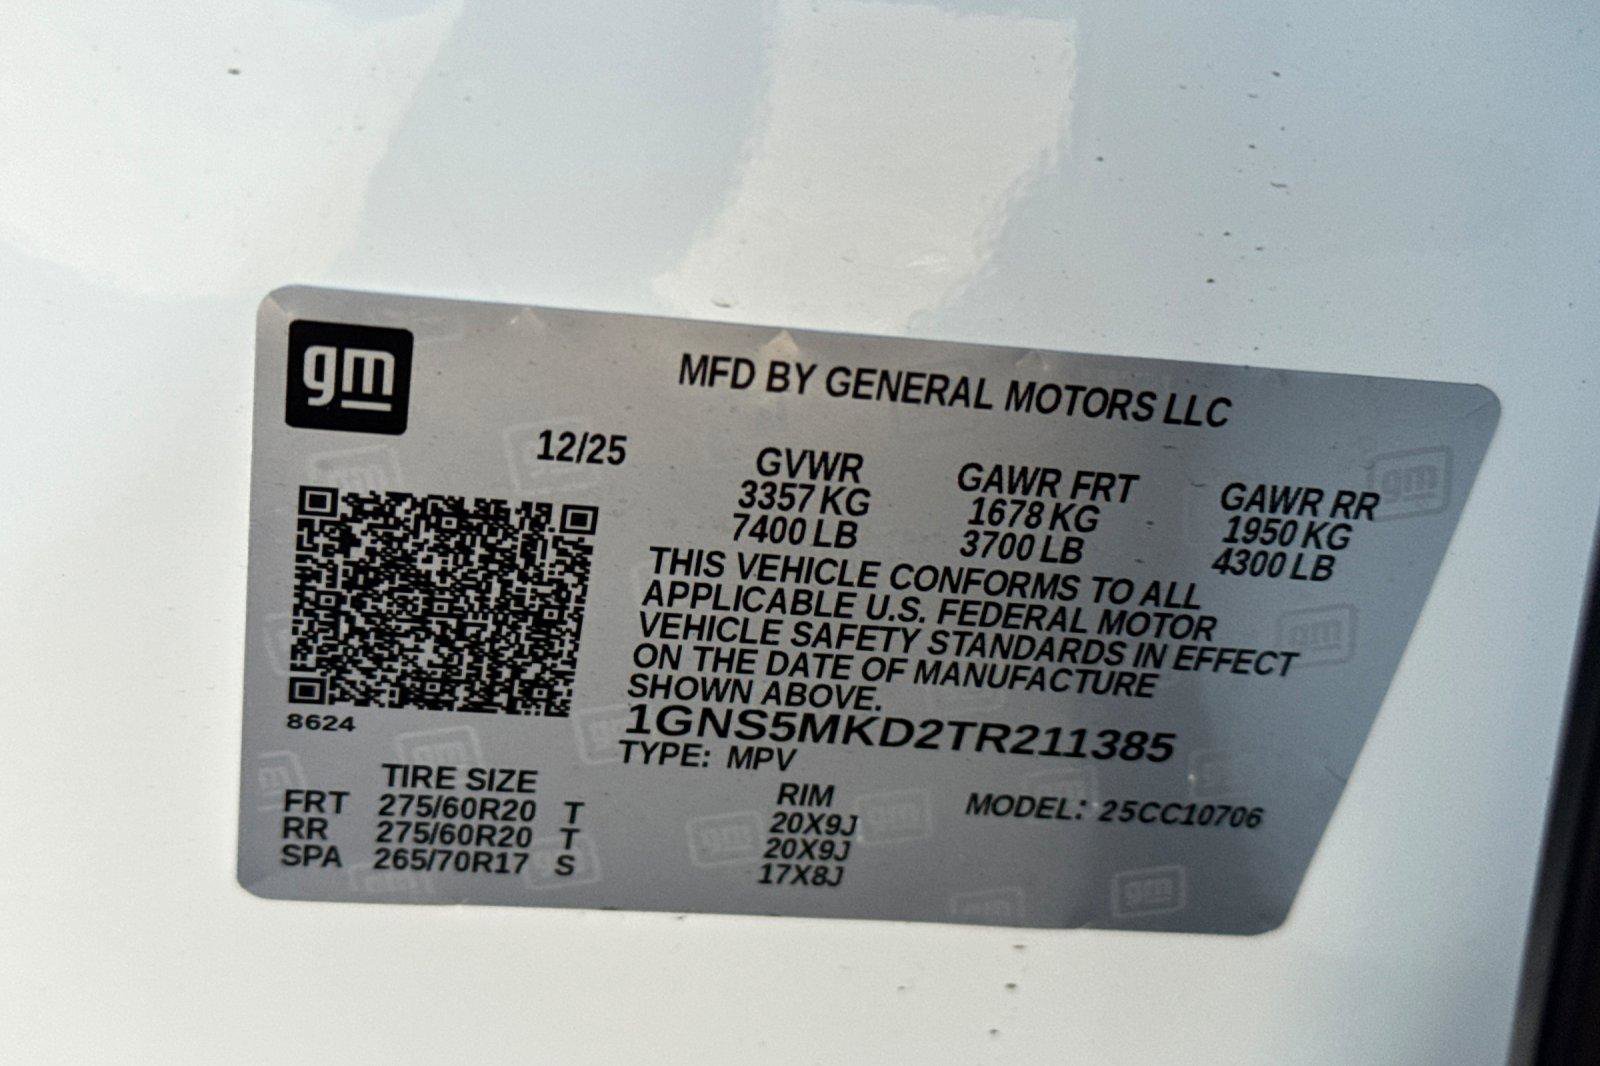 gm
MFD BY GENERAL MOTORS LLC
12/25
GVWR GAWR FRT GAWR RR
3357 KG 1678 KG 1950 KG
7400 LB 3700 LB 4300 LB
THIS VEHICLE CONFORMS TO ALL
APPLICABLE U.S. FEDERAL MOTOR
VEHICLE SAFETY STANDARDS IN EFFECT
ON THE DATE OF MANUFACTURE
SHOWN ABOVE.
8624
1GNS5MKD2TR211385
TYPE: MPV
MODEL: 25CC10706
TIRE SIZE RIM
FRT 275/60R20 T 20X9J
RR 275/60R20 T 20X9J
SPA 265/70R17 S 17X8J